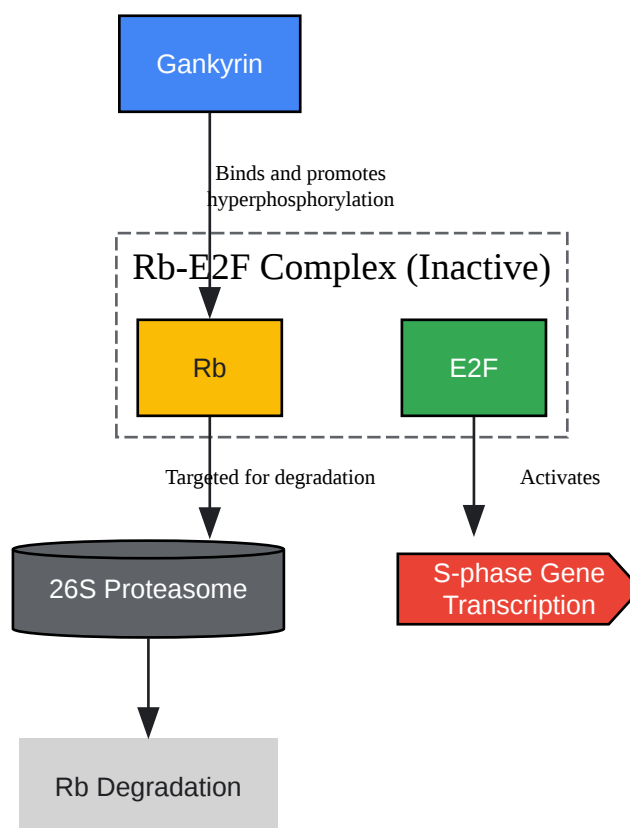 Gankyrin
Binds and promotes
hyperphosphorylation
Rb-E2F Complex (Inactive)
Rb
E2F
Targeted for degradation
Activates
26S Proteasome
S-phase Gene
Transcription
Rb Degradation